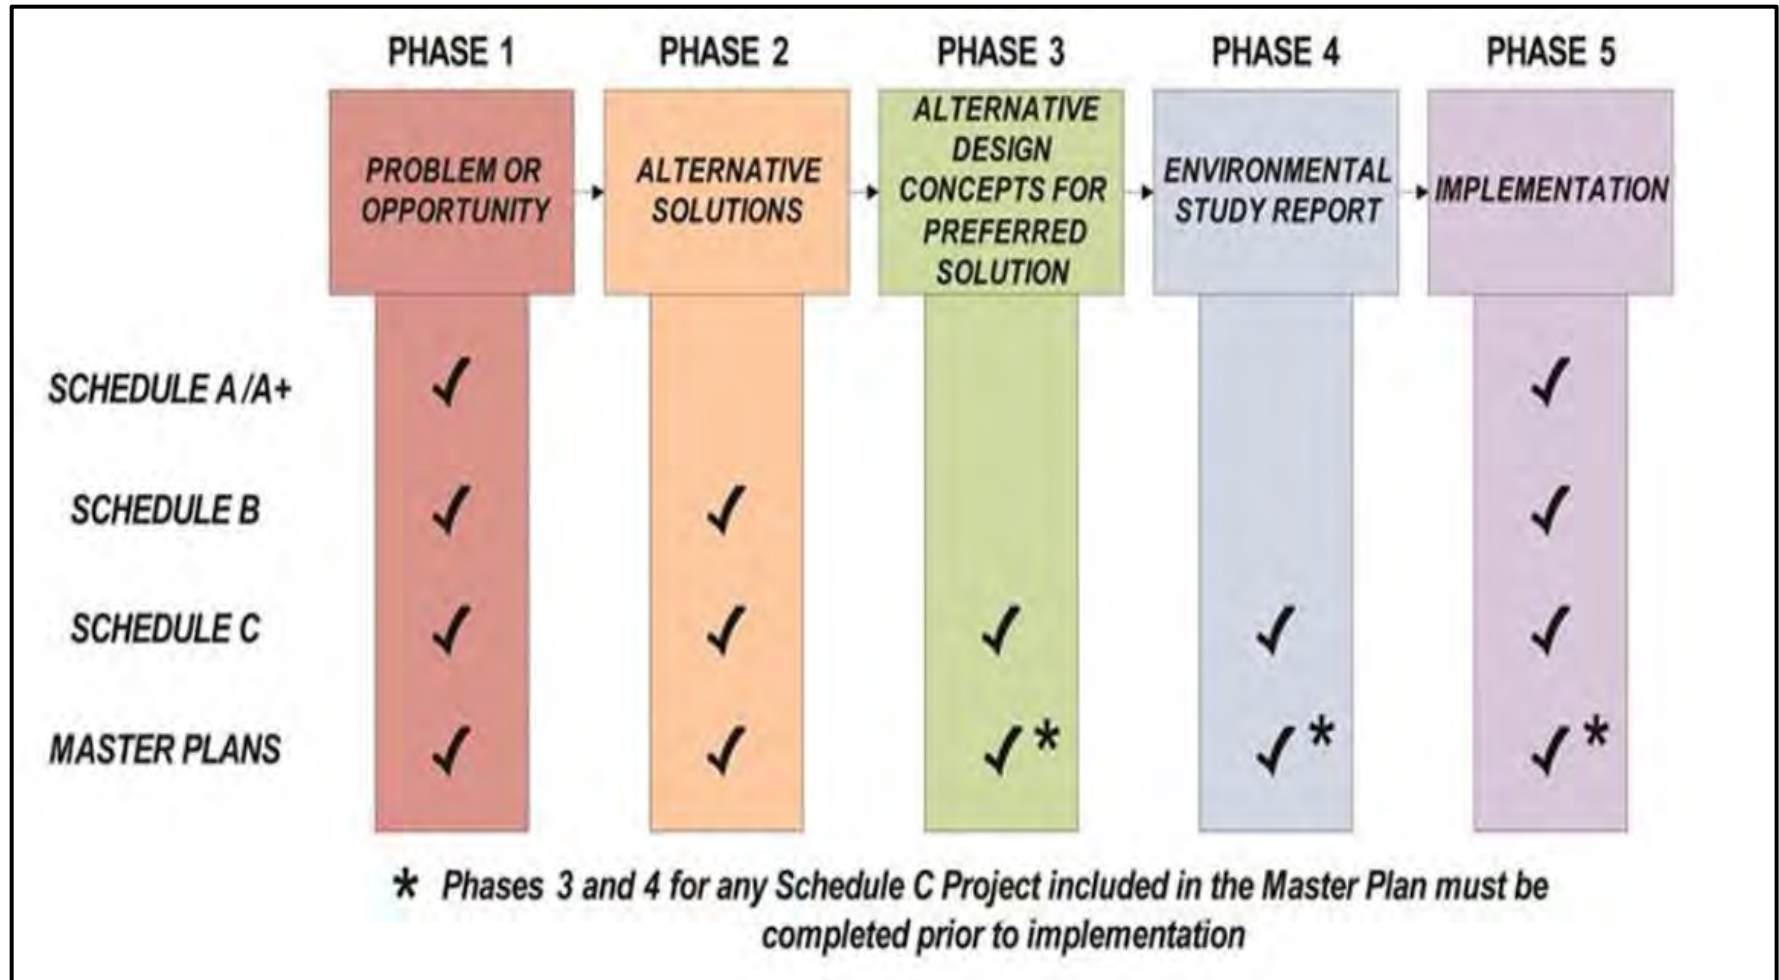 PHASE 1 PHASE 2 PHASE 3 PHASE 4 PHASE 5
PROBLEM OR
OPPORTUNITY
ALTERNATIVE
SOLUTIONS
ALTERNATIVE
DESIGN
CONCEPTS FOR
PREFERRED
SOLUTION
ENVIRONMENTAL
STUDY REPORT
IMPLEMENTATION
SCHEDULE A/A+ ✓ ✓
SCHEDULE B ✓ ✓ ✓
SCHEDULE C ✓ ✓ ✓ ✓ ✓
MASTER PLANS ✓ ✓ ✓* ✓* ✓*
* Phases 3 and 4 for any Schedule C Project included in the Master Plan must be
completed prior to implementation